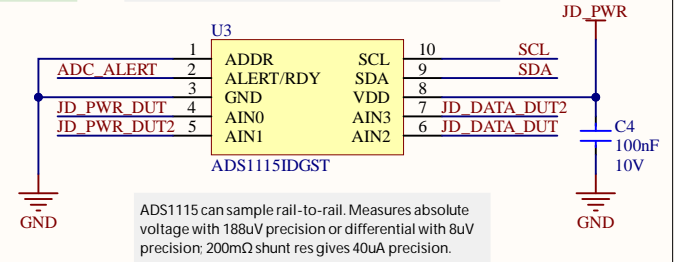 JD_PWR
U3
1 ADDR SCL 10 SCL
ADC_ALERT 2 ALERT/RDY SDA 9 SDA
3 GND VDD 8
JD_PWR_DUT 4 AIN0 AIN3 7 JD_DATA_DUT2
JD_PWR_DUT2 5 AIN1 AIN2 6 JD_DATA_DUT
C4
100nF
10V
ADS1115IDGST
GND
GND
ADS1115 can sample rail-to-rail. Measures absolute
voltage with 188uV precision or differential with 8uV
precision; 200mΩ shunt res gives 40uA precision.